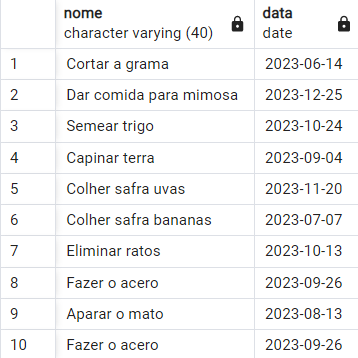 nome data
character varying (40) date
1 Cortar a grama 2023-06-14
2 Dar comida para mimosa 2023-12-25
3 Semear trigo 2023-10-24
4 Capinar terra 2023-09-04
5 Colher safra uvas 2023-11-20
6 Colher safra bananas 2023-07-07
7 Eliminar ratos 2023-10-13
8 Fazer o acero 2023-09-26
9 Aparar o mato 2023-08-13
10 Fazer o acero 2023-09-26